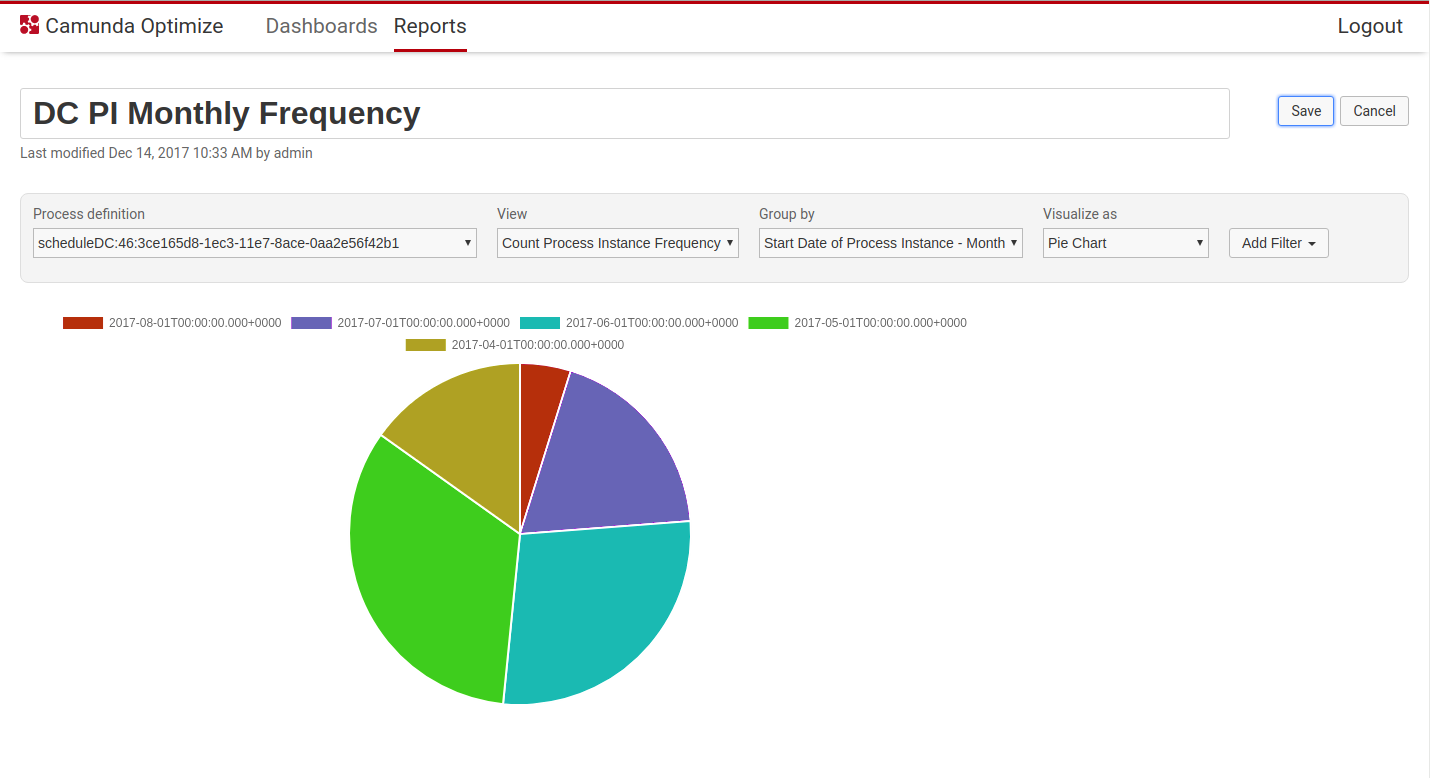 Camunda Optimize Dashboards Reports Logout
DC PI Monthly Frequency
Save Cancel
Last modified Dec 14, 2017 10:33 AM by admin
Process definition View Group by Visualize as
scheduleDC:46:3ce165d8-1ec3-11e7-8ace-0aa2e56f42b1 Count Process Instance Frequency Start Date of Process Instance - Month Pie Chart Add Filter
2017-08-01T00:00:00.000+0000 2017-07-01T00:00:00.000+0000 2017-06-01T00:00:00.000+0000 2017-05-01T00:00:00.000+0000
2017-04-01T00:00:00.000+0000